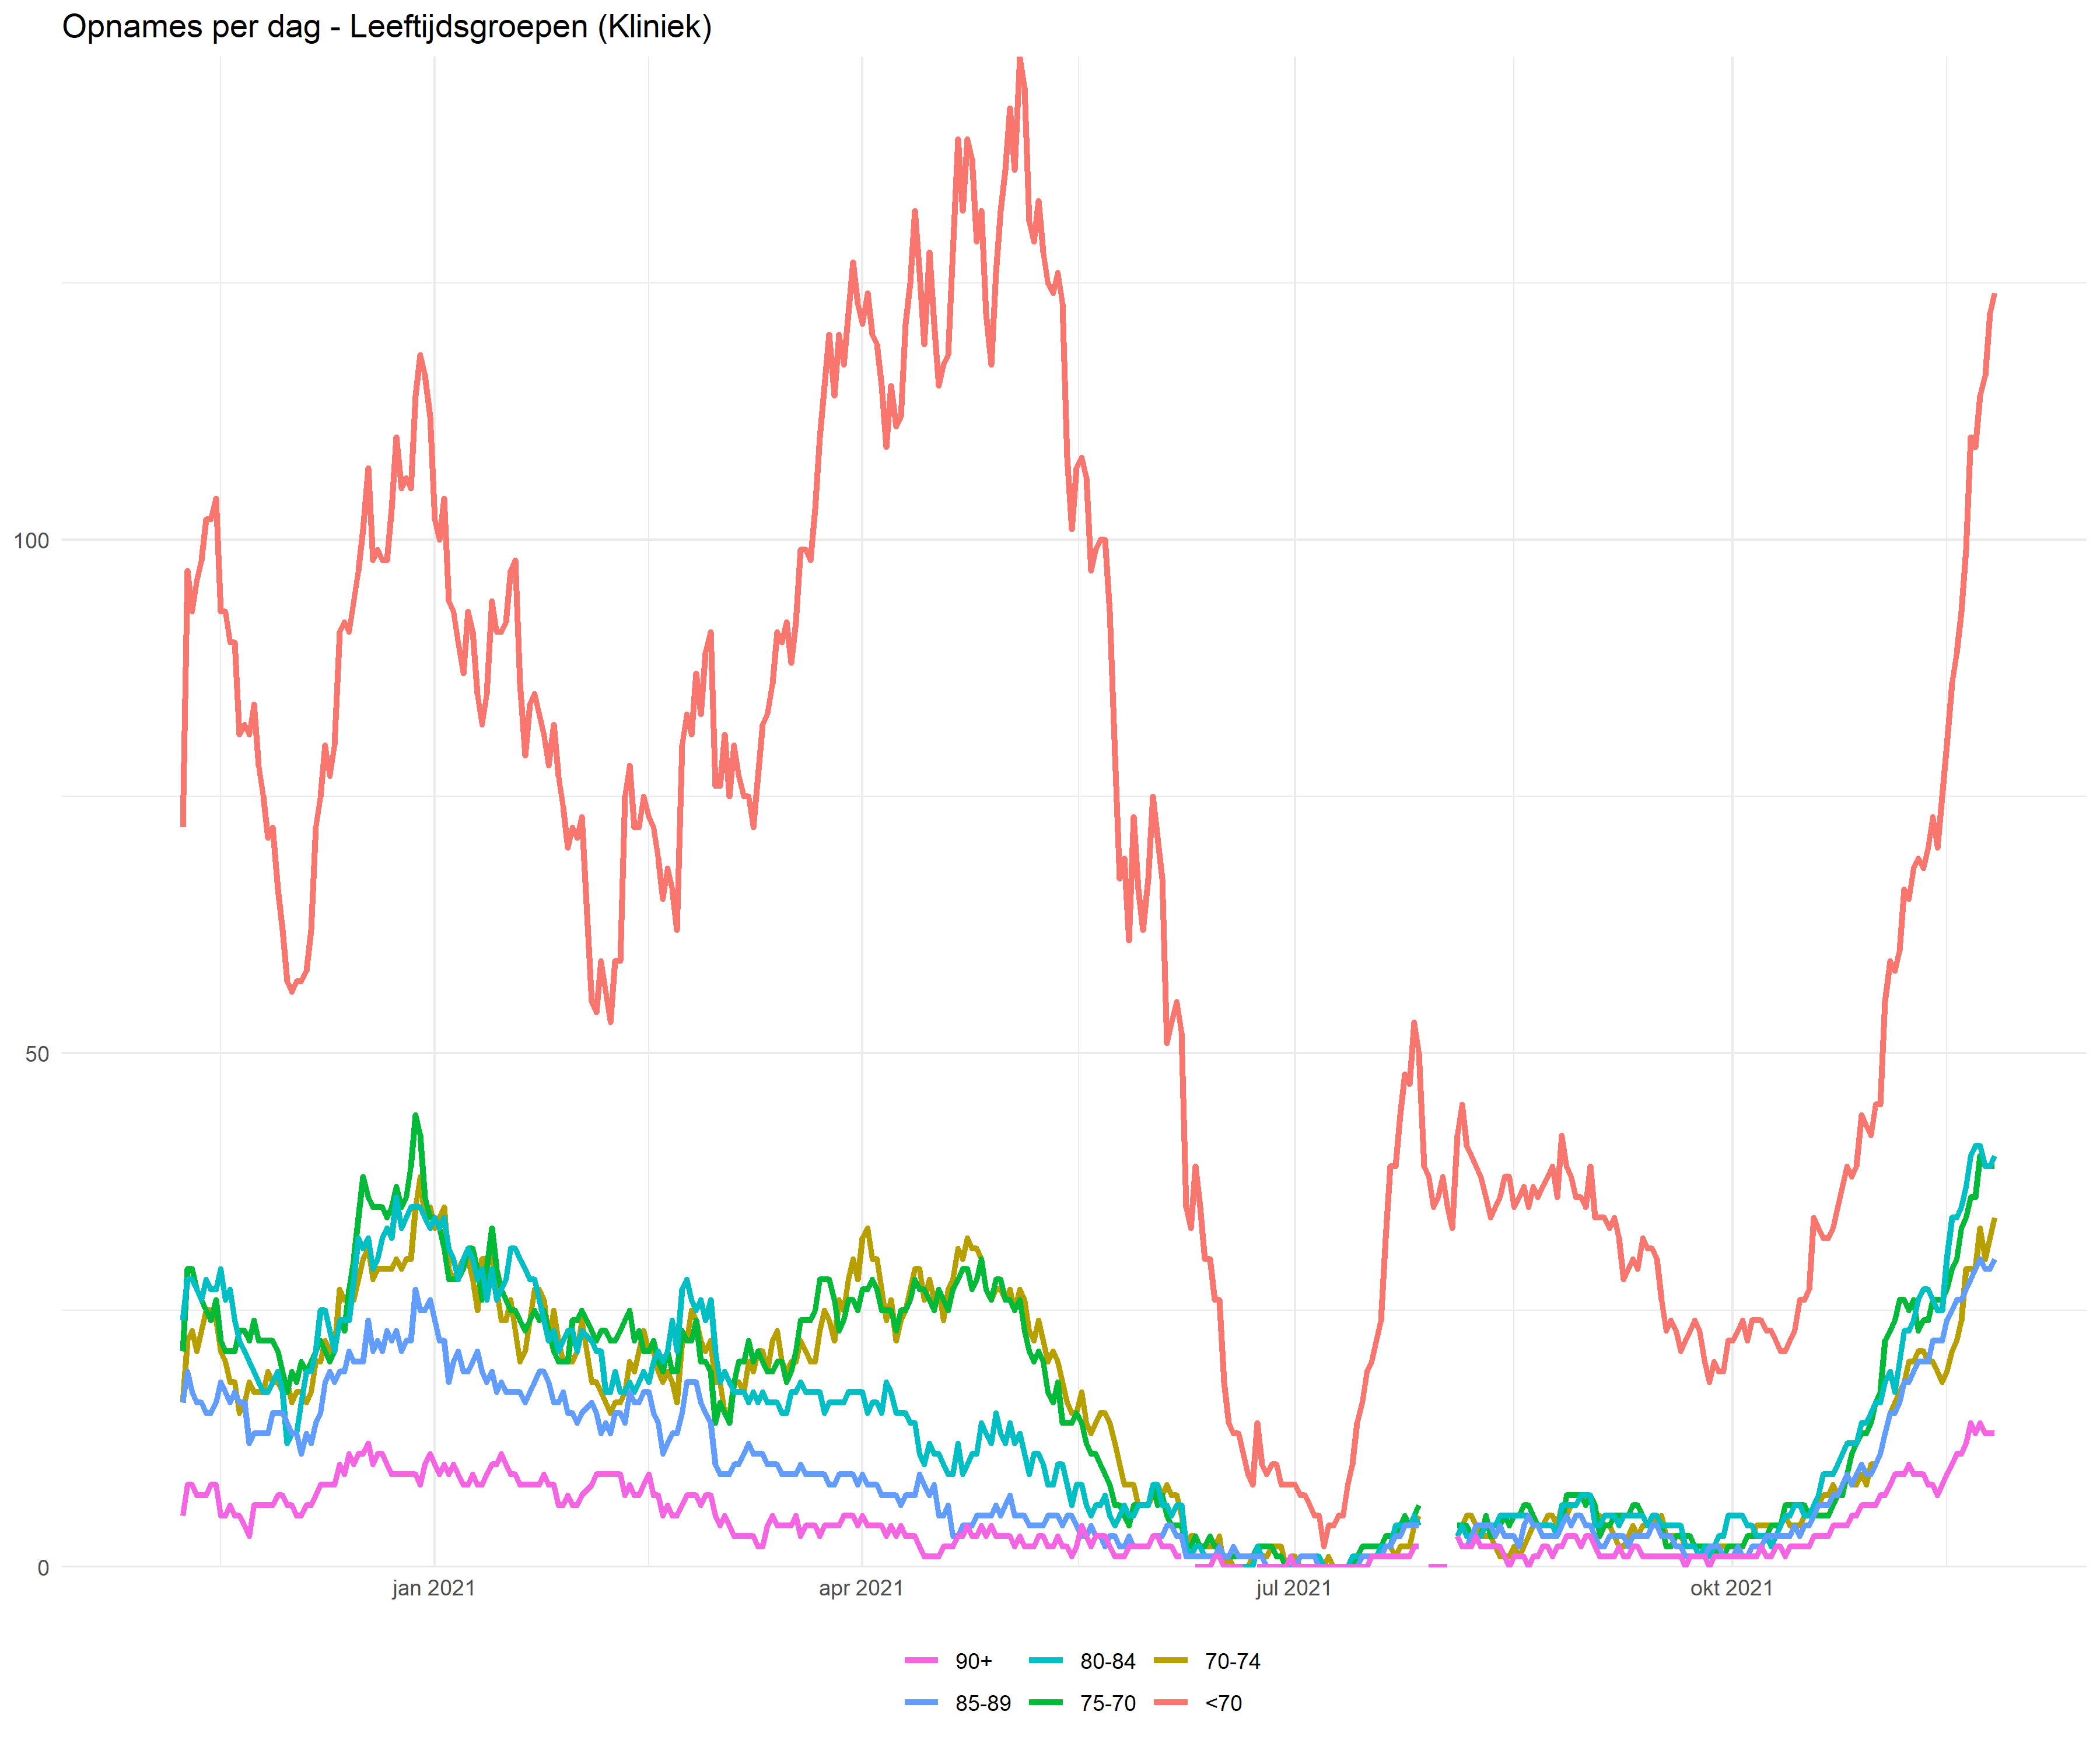 Opnames per dag - Leeftijdsgroepen (Kliniek)
100
50
0
jan 2021 apr 2021 jul 2021 okt 2021
90+ 80-84 70-74
85-89 75-70 <70